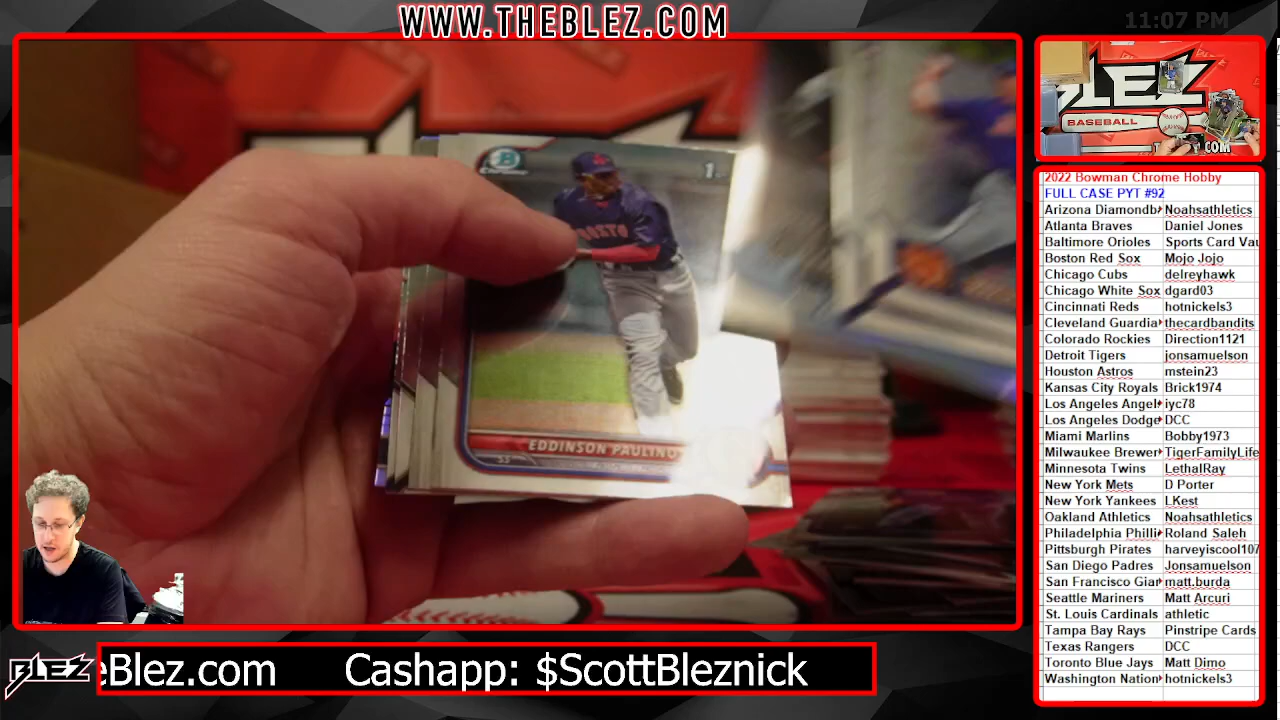 WWW.THEBLEZ.COM
11:07 PM
B
Chrome
1
BOSTO
EDDINSON PAULINO
SS
LEZ
BASEBALL
.COM
2022 Bowman Chrome Hobby
FULL CASE PYT #92
Arizona Diamondb Noahsathletics
Atlanta Braves Daniel Jones
Baltimore Orioles Sports Card Vau
Boston Red Sox Mojo Jojo
Chicago Cubs delreyhawk
Chicago White Sox dgard03
Cincinnati Reds hotnickels3
Cleveland Guardia thecardbandits
Colorado Rockies Direction1121
Detroit Tigers jonsamuelson
Houston Astros mstein23
Kansas City Royals Brick1974
Los Angeles Angel iyc78
Los Angeles Dodge DCC
Miami Marlins Bobby1973
Milwaukee Brewer TigerFamilyLife
Minnesota Twins LethalRay
New York Mets D Porter
New York Yankees LKest
Oakland Athletics Noahsathletics
Philadelphia Philli Roland Saleh
Pittsburgh Pirates harveyiscool107
San Diego Padres Jonsamuelson
San Francisco Gian matt.burda
Seattle Mariners Matt Arcuri
St. Louis Cardinals athletic
Tampa Bay Rays Pinstripe Cards
Texas Rangers DCC
Toronto Blue Jays Matt Dimo
Washington Nation hotnickels3
BLEZ
eBlez.com Cashapp: $ScottBleznick